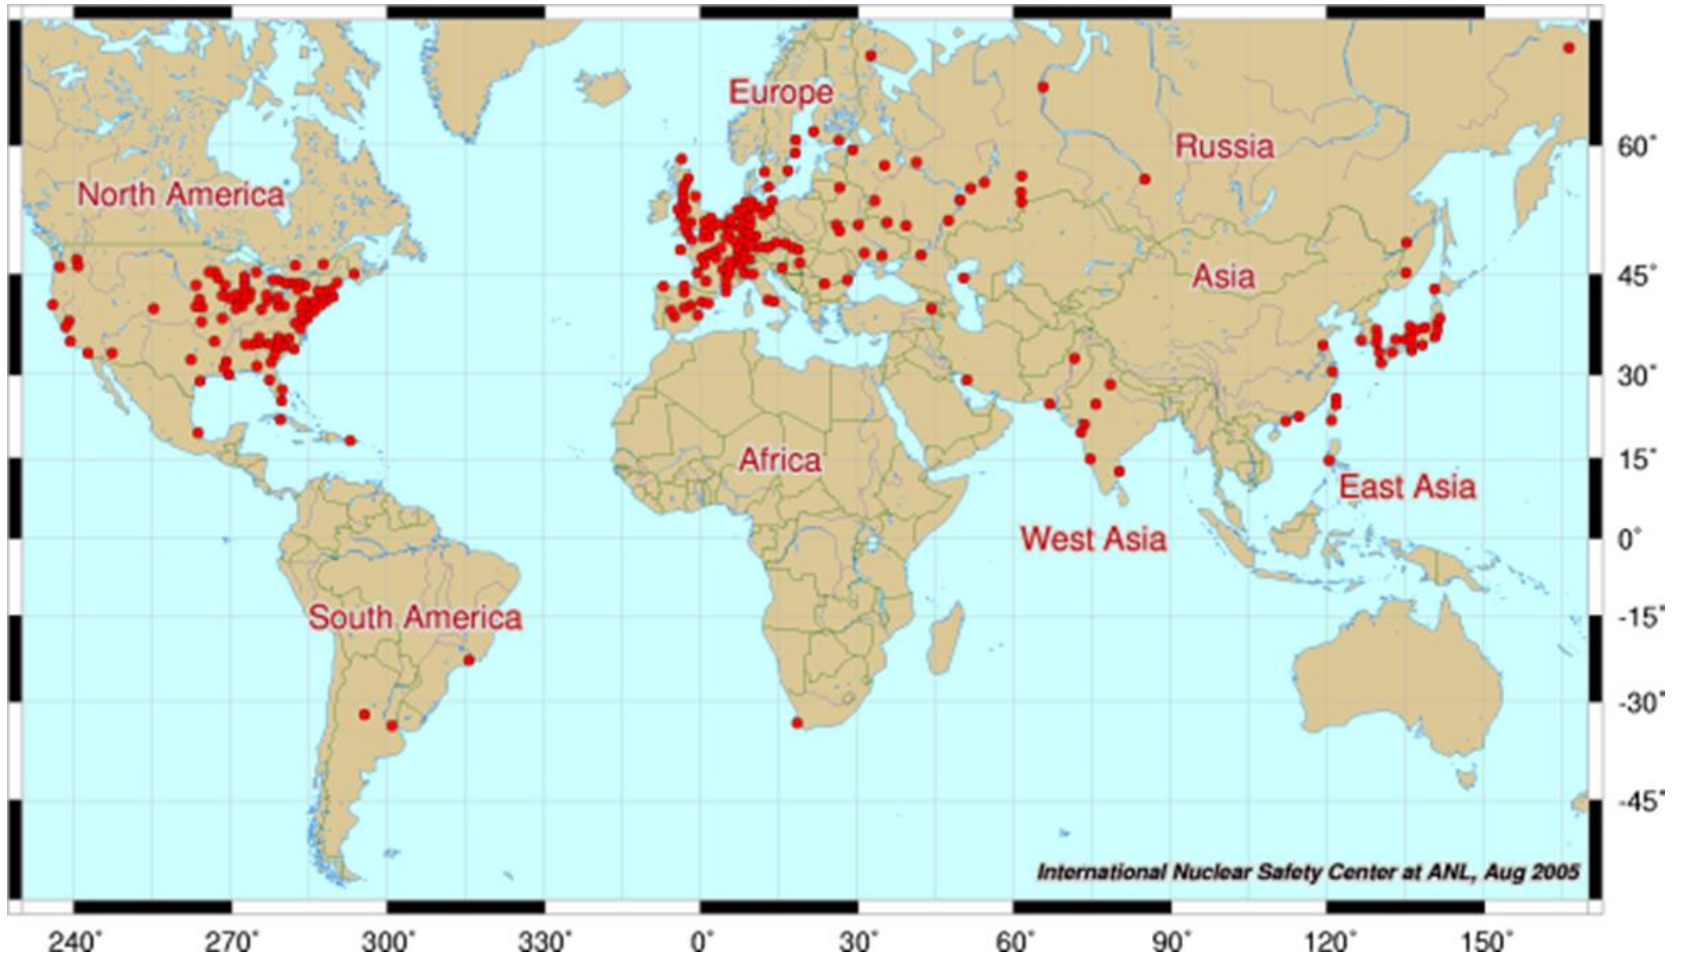 Europe
Russia
60°
North America
Asia
45°
30°
Africa
15°
East Asia
West Asia
0°
South America
-15°
-30°
-45°
International Nuclear Safety Center at ANL, Aug 2005
240° 270° 300° 330° 0 30° 60° 90° 120° 150°